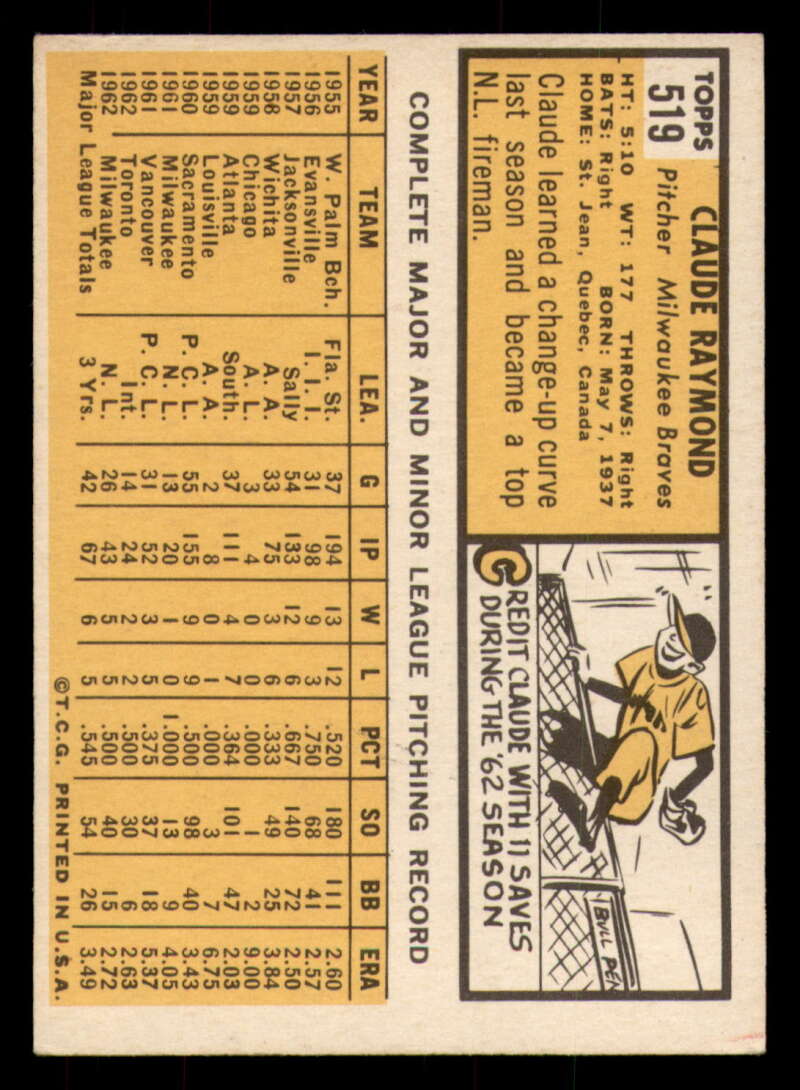 TOPPS
519
CLAUDE RAYMOND
Pitcher Milwaukee Braves
HT: 5:10 WT: 177 THROWS: Right
BATS: Right BORN: May 7, 1937
HOME: St. Jean, Quebec, Canada
Claude learned a change-up curve
last season and became a top
N.L. fireman.
BULL PEN
CREDIT CLAUDE WITH 11 SAVES
DURING THE '62 SEASON
COMPLETE MAJOR AND MINOR LEAGUE PITCHING RECORD
YEAR TEAM LEA. G IP W L PCT SO BB ERA
1955 W. Palm Bch. Fla. St. 37 194 13 12 .520 180 111 2.60
1956 Evansville I. I. I. 31 98 9 3 .750 68 41 2.57
1957 Jacksonville Sally 54 133 12 6 .667 140 72 2.50
1958 Wichita A. A. 33 75 3 6 .333 49 25 3.84
1959 Chicago A. L. 3 4 0 0 .000 1 2 9.00
1959 Atlanta South. 37 111 4 7 .364 101 47 2.03
1959 Louisville A. A. 2 8 0 1 .000 3 7 6.75
1960 Sacramento P. C. L. 55 155 9 9 .500 98 40 3.43
1961 Milwaukee N. L. 13 20 1 0 1.000 13 9 4.05
1961 Vancouver P. C. L. 31 52 3 5 .375 37 18 5.37
1962 Toronto Int. 14 24 2 2 .500 30 6 2.63
1962 Milwaukee N. L. 26 43 5 5 .500 40 15 2.72
Major League Totals 3 Yrs. 42 67 6 5 .545 54 26 3.49
©T.C.G. PRINTED IN U.S.A.